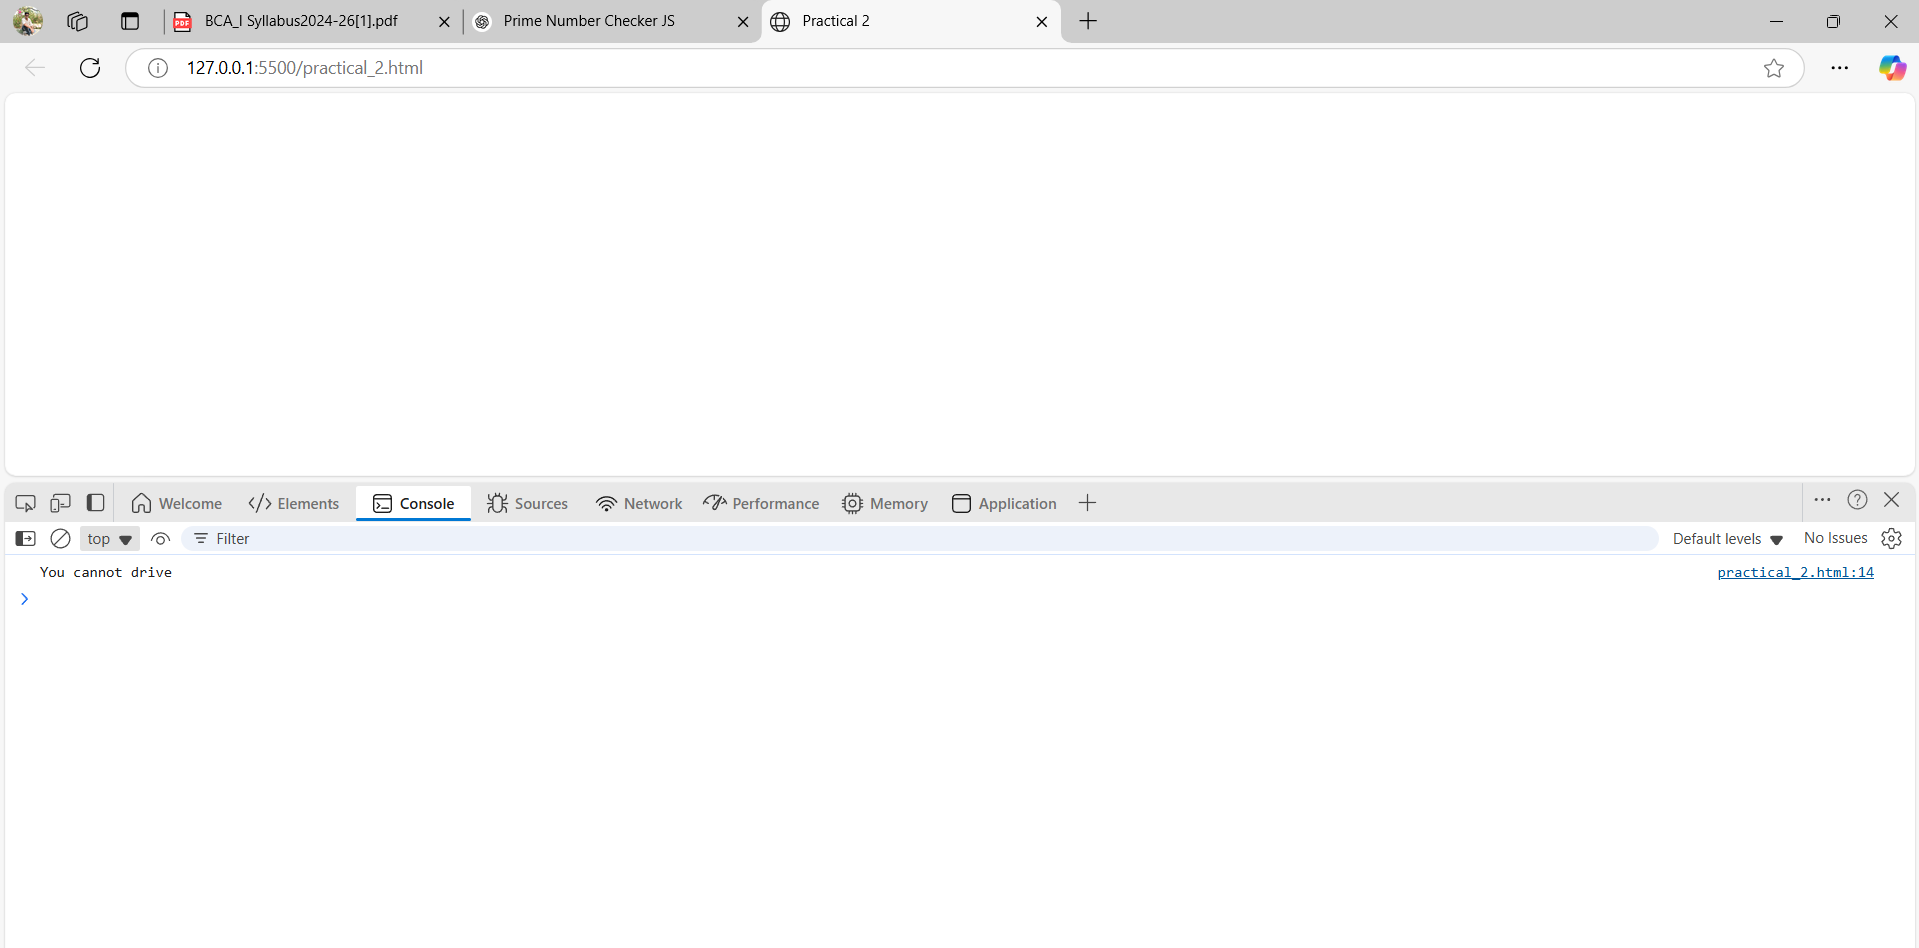 BCA_I Syllabus2024-26[1].pdf Prime Number Checker JS Practical 2
127.0.0.1:5500/practical_2.html
Welcome Elements Console Sources Network Performance Memory Application
top Filter Default levels No Issues
You cannot drive practical_2.html:14